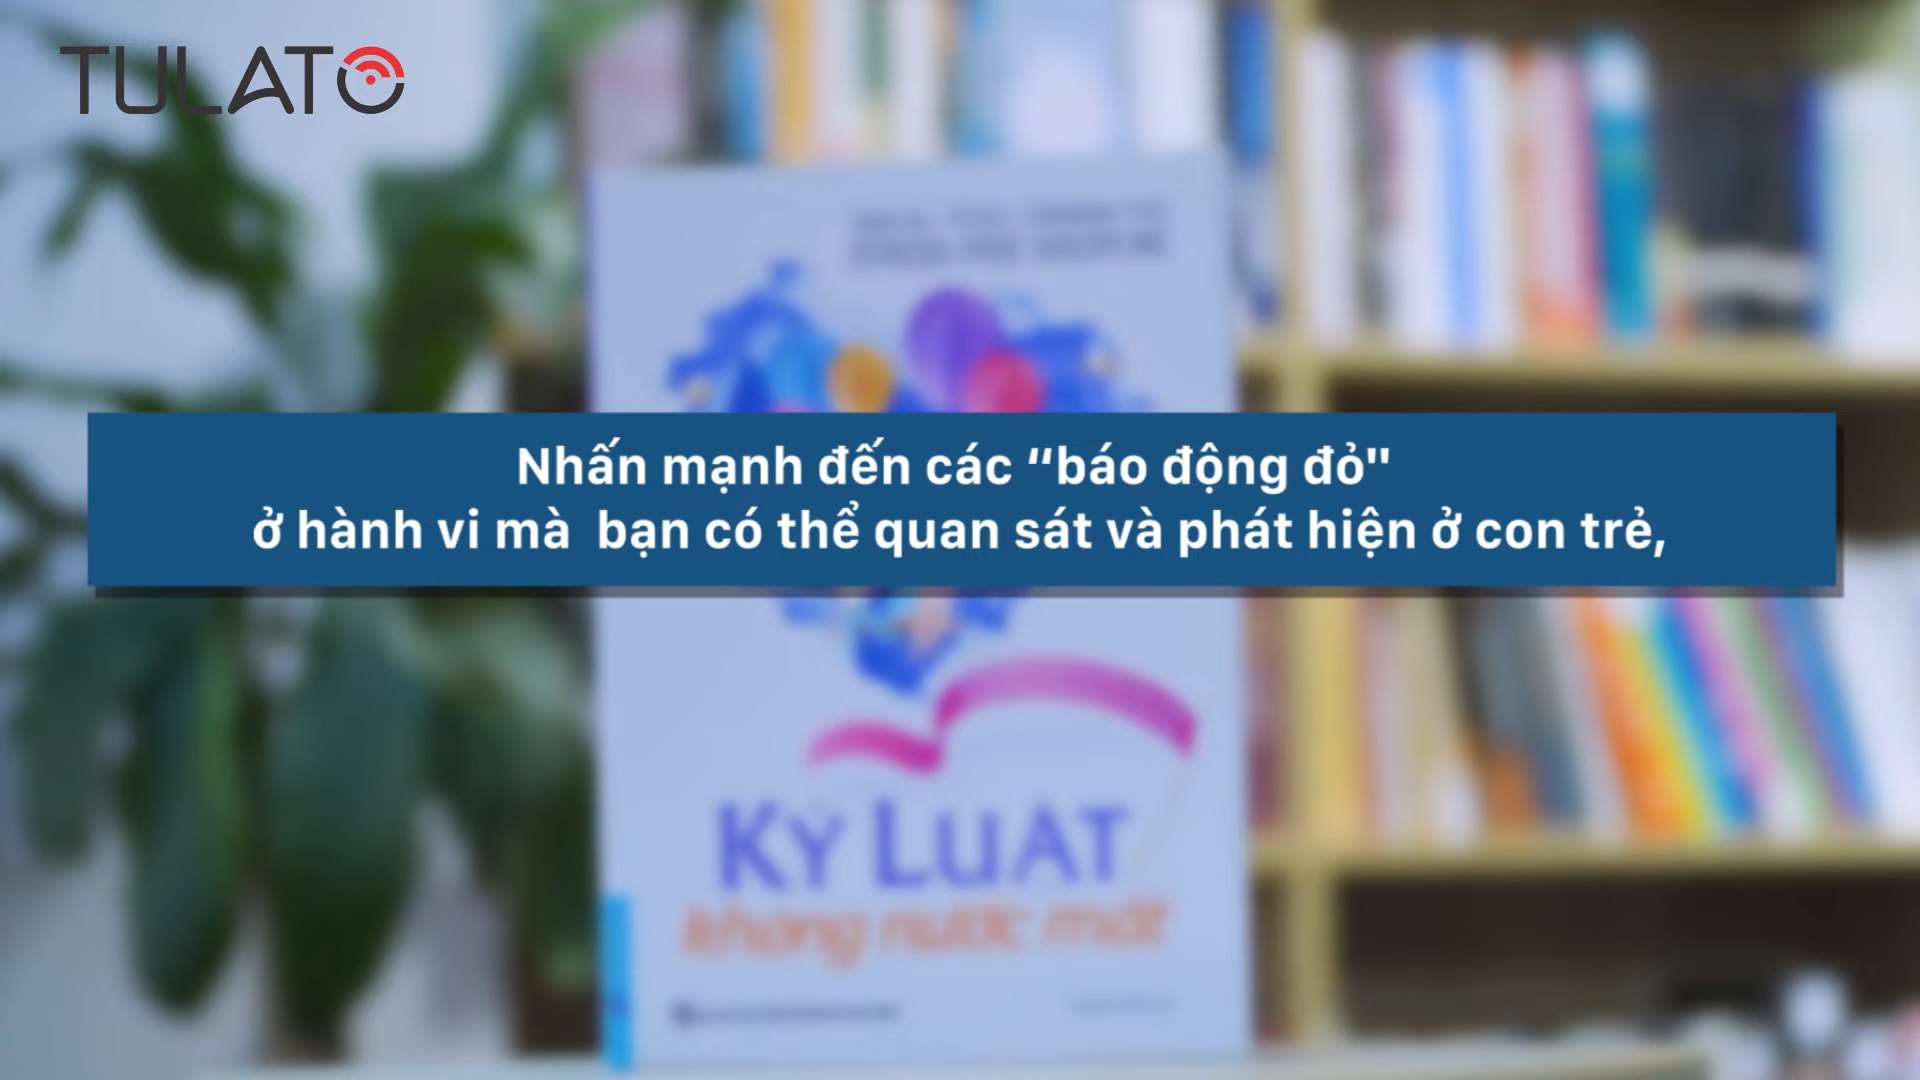 TULATO
Nhấn mạnh đến các “báo động đỏ"
ở hành vi mà  bạn có thể quan sát và phát hiện ở con trẻ,
KỶ LUẬT
không nước mắt